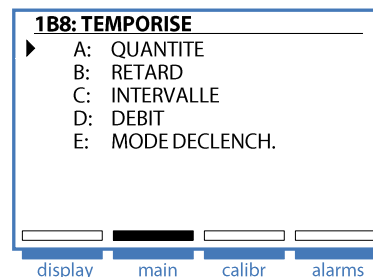 1B8: TEMPORISE
A: QUANTITE
B: RETARD
C: INTERVALLE
D: DEBIT
E: MODE DECLENCH.
display main calibr alarms